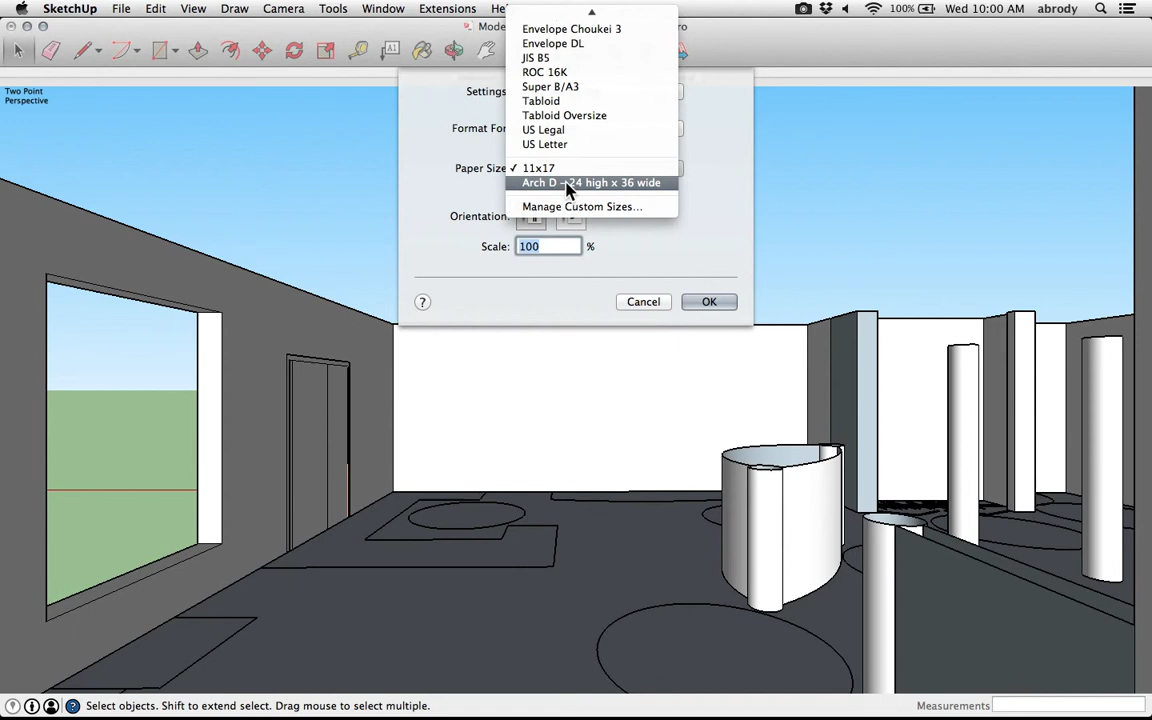 SketchUp File Edit View Draw Camera Tools Window Extensions 100% Wed 10:00 AM abrody
Two Point
Perspective
Envelope Choukei 3
Envelope DL
JIS B5
ROC 16K
Super B/A3
Tabloid
Tabloid Oversize
US Legal
US Letter
✓ 11x17
Arch D - 24 high x 36 wide
Manage Custom Sizes...
Settings
Format For
Paper Size
Orientation:
Scale: 100 %
? Cancel OK
Select objects. Shift to extend select. Drag mouse to select multiple.
Measurements